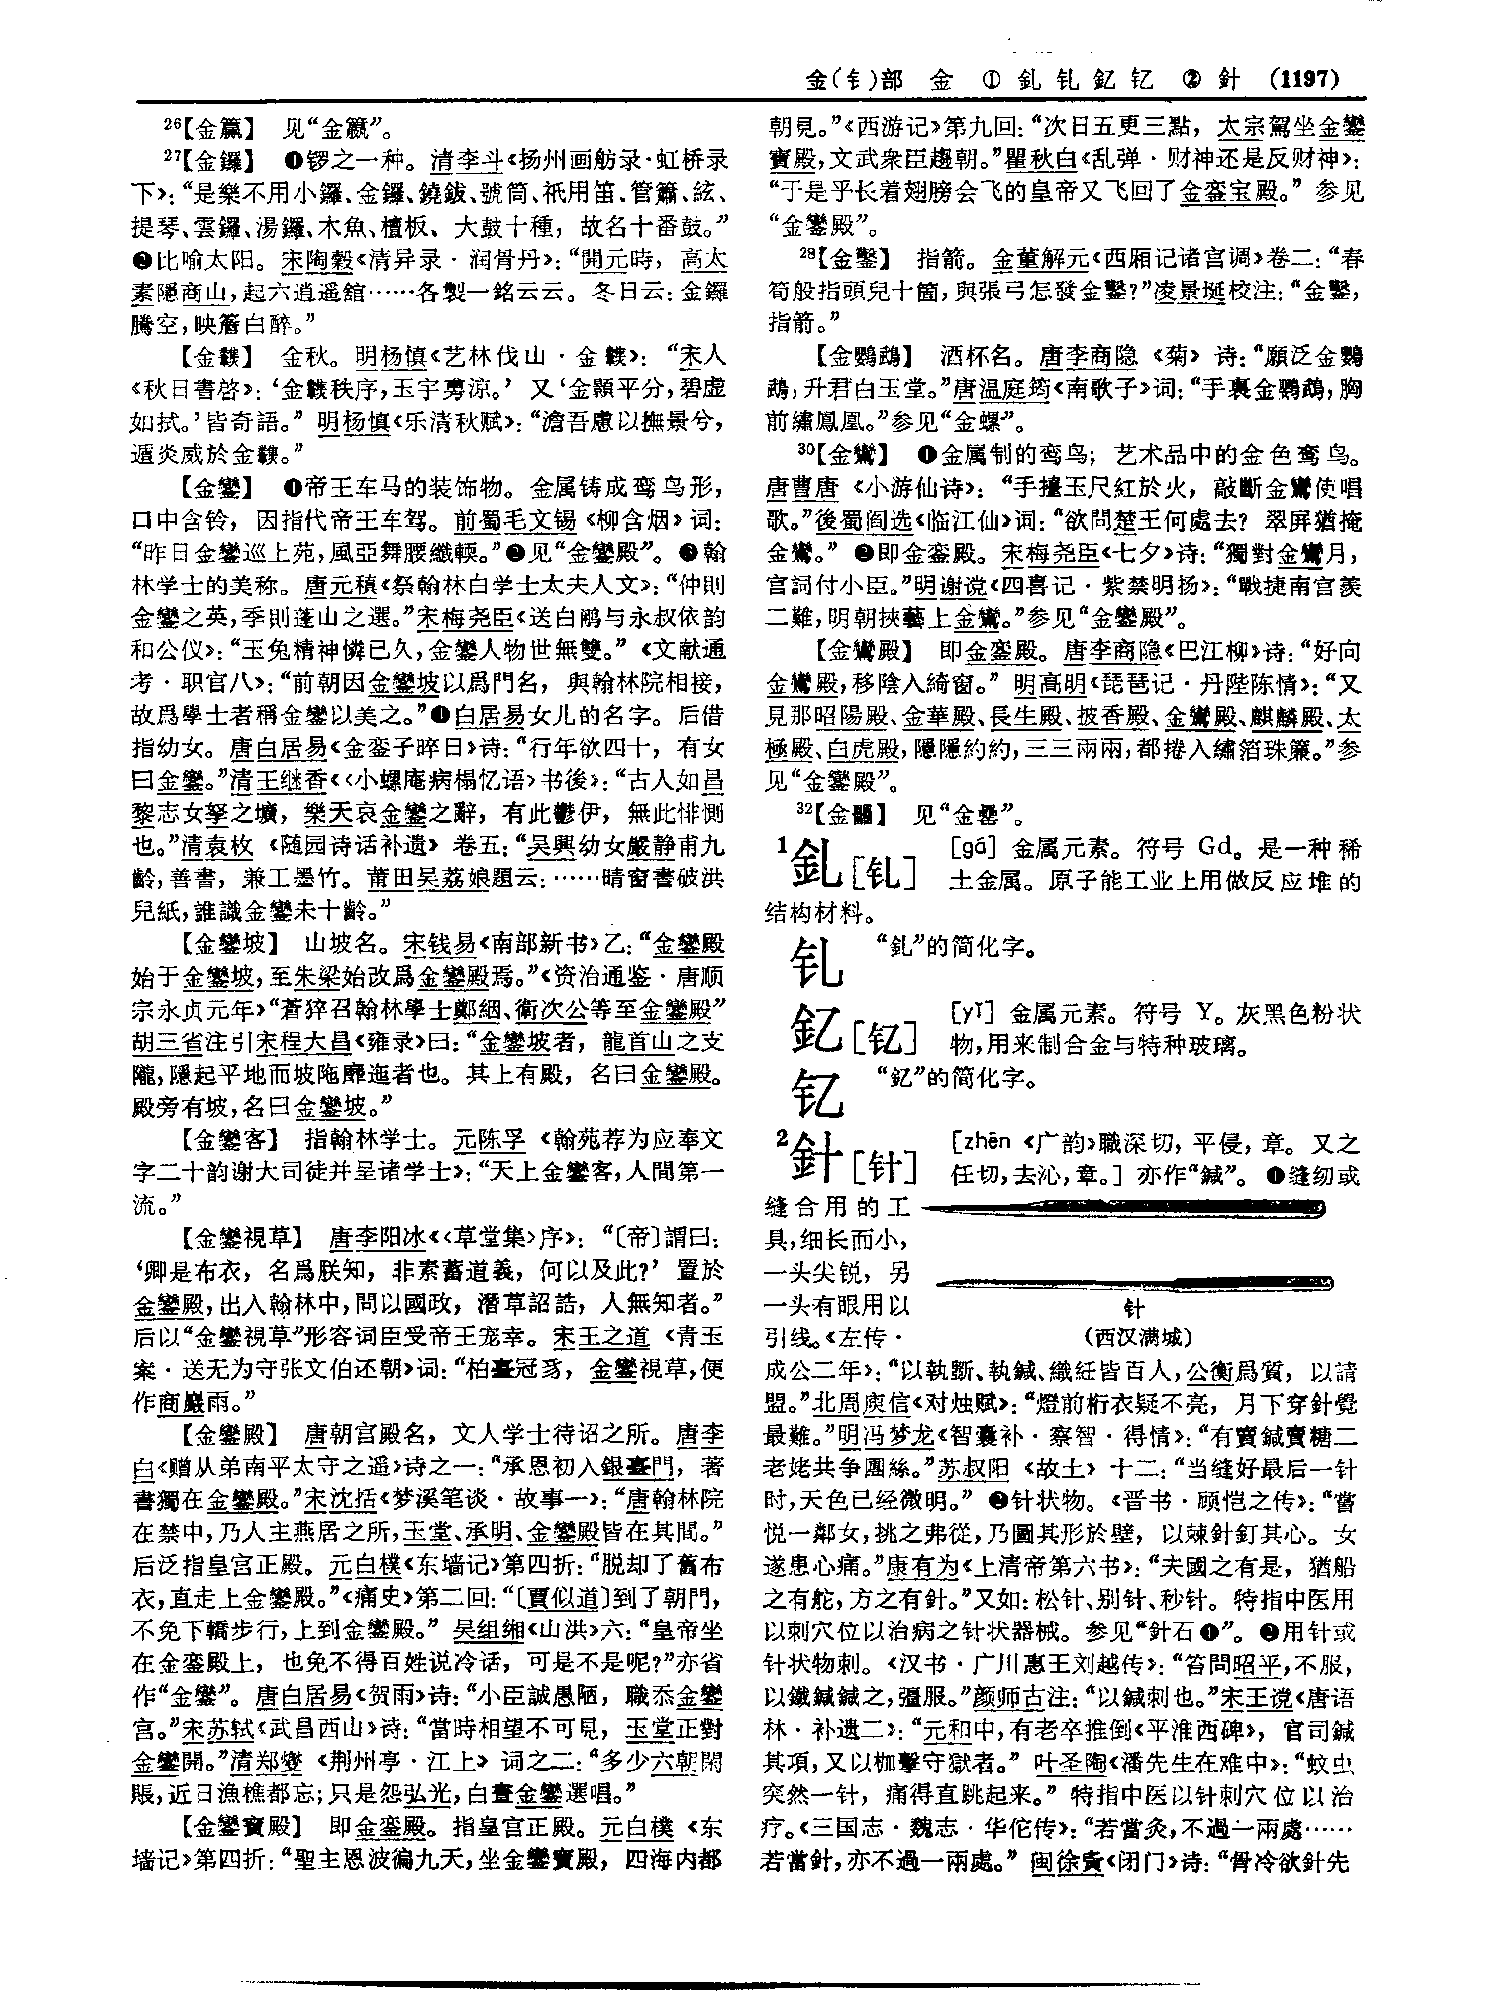 金(钅)部 金 ①釓钆釔钇 ②針 (1197)
26【金籯】 见“金籝”。
27【金鑼】 ❶锣之一种。清李斗《扬州画舫录·虹桥录
下》：“是樂不用小鑼、金鑼、鐃鈸、號筒、祇用笛、管簫、絃、
提琴、雲鑼、湯鑼、木魚、檀板、大鼓十種，故名十番鼓。”
❷比喻太阳。宋陶穀《清异录·润骨丹》：“開元時，高太
素隱商山，起六逍遥舘……各製一銘云云。冬日云：金鑼
騰空，映簷白醉。”
【金䉤】 金秋。明杨慎《艺林伐山·金
《秋日書啓》：‘金 秩序，玉宇勇涼。’ 又‘金顥平分，碧虚
如拭。’皆奇語。” 明杨慎《乐清秋赋》：“澹吾慮以撫景兮，
遁炎威於金 。”
【金鑾】 ❶帝王车马的装饰物。金属铸成鸾鸟形，
口中含铃，因指代帝王车驾。前蜀毛文锡《柳含烟》词：
“昨日金鑾巡上苑，風亞舞腰纖輭。”❷见“金鑾殿”。❸翰
林学士的美称。唐元稹《祭翰林白学士太夫人文》：“仲則
金鑾之英，季則蓬山之選。”宋梅尧臣《送白鹇与永叔依韵
和公仪》：“玉兔精神憐已久，金鑾人物世無雙。”《文献通
考·职官八》：“前朝因金鑾坡以爲門名，與翰林院相接，
故爲學士者稱金鑾以美之。”❹白居易女儿的名字。后借
指幼女。唐白居易《金銮子晬日》诗：“行年欲四十，有女
曰金鑾。”清王继香《〈小螺庵病榻忆语〉书後》：“古人如昌
黎志女挐之壙，樂天哀金鑾之辭，有此鬱伊，無此悱惻
也。”清袁枚《随园诗话补遗》卷五：“吴興幼女嚴静甫九
齡，善書，兼工墨竹。莆田吴荔娘題云：……晴窗書破洪
兒紙，誰識金鑾未十齡。”
【金鑾坡】 山坡名。宋钱易《南部新书》乙：“金鑾殿
始于金鑾坡，至朱梁始改爲金鑾殿焉。”《资治通鉴·唐顺
宗永贞元年》“蒼猝召翰林學士鄭絪、衛次公等至金鑾殿”
胡三省注引宋程大昌《雍录》曰：“金鑾坡者，龍首山之支
隴，隱起平地而坡陁靡迤者也。其上有殿，名曰金鑾殿。
殿旁有坡，名曰金鑾坡。”
【金鑾客】 指翰林学士。元陈孚《翰苑荐为应奉文
字二十韵谢大司徒并呈诸学士》：“天上金鑾客，人間第一
流。”
【金鑾視草】 唐李阳冰《〈草堂集〉序》：“〔帝〕謂曰：
‘卿是布衣，名爲朕知，非素蓄道義，何以及此？’ 置於
金鑾殿，出入翰林中，問以國政，潛草詔誥，人無知者。”
后以“金鑾視草”形容词臣受帝王宠幸。宋王之道《青玉
案·送无为守张文伯还朝》词：“柏臺冠豸，金鑾視草，便
作商巖雨。”
【金鑾殿】 唐朝宫殿名，文人学士待诏之所。唐李
白《赠从弟南平太守之遥》诗之一：“承恩初入銀臺門，著
書獨在金鑾殿。”宋沈括《梦溪笔谈·故事一》：“唐翰林院
在禁中，乃人主燕居之所，玉堂、承明、金鑾殿皆在其間。”
后泛指皇宫正殿。元白樸《东墙记》第四折：“脱却了舊布
衣，直走上金鑾殿。”《痛史》第二回：“〔賈似道〕到了朝門，
不免下轎步行，上到金鑾殿。” 吴组缃《山洪》六：“皇帝坐
在金銮殿上，也免不得百姓说冷话，可是不是呢？”亦省
作“金鑾”。唐白居易《贺雨》诗：“小臣誠愚陋，職忝金鑾
宫。”宋苏轼《武昌西山》诗：“當時相望不可見，玉堂正對
金鑾開。”清郑燮《荆州亭·江上》词之二：“多少六朝閑
賬，近日漁樵都忘；只是怨弘光，白晝金鑾選唱。”
【金鑾寶殿】 即金銮殿。指皇宫正殿。元白樸《东
墙记》第四折：“聖主恩波徧九天，坐金鑾寶殿，四海内都
朝見。”《西游记》第九回：“次日五更三點，太宗駕坐金鑾
寶殿，文武衆臣趨朝。”瞿秋白《乱弹·财神还是反财神》：
“于是乎长着翅膀会飞的皇帝又飞回了金銮宝殿。” 参见
“金鑾殿”。
28【金鑿】 指箭。金董解元《西厢记诸宫调》卷二：“春
筍般指頭兒十箇，與張弓怎發金鑿？”凌景埏校注：“金鑿，
指箭。”
【金鸚鵡】 酒杯名。唐李商隐《菊》诗：“願泛金鸚
鵡，升君白玉堂。”唐温庭筠《南歌子》词：“手裏金鸚鵡，胸
前繡鳳凰。”参见“金螺”。
30【金鸞】 ❶金属制的鸾鸟；艺术品中的金色鸾鸟。
唐曹唐《小游仙诗》：“手擡玉尺紅於火，敲斷金鸞使唱
歌。”後蜀阎选《临江仙》词：“欲問楚王何處去？翠屏猶掩
金鸞。” ❷即金銮殿。宋梅尧臣《七夕》诗：“獨對金鸞月，
宫詞付小臣。”明谢谠《四喜记·紫禁明扬》：“戰捷南宫羡
二難，明朝挾藝上金鸞。”参见“金鑾殿”。
【金鸞殿】 即金銮殿。唐李商隐《巴江柳》诗：“好向
金鸞殿，移陰入綺窗。” 明高明《琵琶记·丹陛陈情》：“又
見那昭陽殿、金華殿、長生殿、披香殿、金鸞殿、麒麟殿、太
極殿、白虎殿，隱隱約約，三三兩兩，都捲入繡箔珠簾。”参
见“金鑾殿”。
32【金 】 见“金罍”。
1釓[钆] [gá] 金属元素。符号 Gd。是一种稀
土金属。原子能工业上用做反应堆的
结构材料。
钆 “釓”的简化字。
釔[钇] [yǐ] 金属元素。符号 Y。灰黑色粉状
物，用来制合金与特种玻璃。
钇 “釔”的简化字。
2針[针] [zhēn 《广韵》職深切，平侵，章。又之
任切，去沁，章。] 亦作“鍼”。❶缝纫或
缝合用的工
具，细长而小，
一头尖锐，另
一头有眼用以
引线。《左传·
针
(西汉满城)
成公二年》：“以執斲、執鍼、織紝皆百人，公衡爲質，以請
盟。”北周庾信《对烛赋》：“燈前桁衣疑不亮，月下穿針覺
最難。”明冯梦龙《智囊补·察智·得情》：“有賣鍼賣糖二
老姥共争團絲。”苏叔阳《故土》十二：“当缝好最后一针
时，天色已经微明。” ❷针状物。《晋书·顾恺之传》：“嘗
悦一鄰女，挑之弗從，乃圖其形於壁，以棘針釘其心。女
遂患心痛。”康有为《上清帝第六书》：“夫國之有是，猶船
之有舵，方之有針。”又如：松针、别针、秒针。特指中医用
以刺穴位以治病之针状器械。参见“針石❶”。❸用针或
针状物刺。《汉书·广川惠王刘越传》：“笞問昭平，不服，
以鐵鍼鍼之，彊服。”颜师古注：“以鍼刺也。”宋王谠《唐语
林·补遗二》：“元和中，有老卒推倒《平淮西碑》，官司鍼
其項，又以枷擊守獄者。” 叶圣陶《潘先生在难中》：“蚊虫
突然一针，痛得直跳起来。” 特指中医以针刺穴位以治
疗。《三国志·魏志·华佗传》：“若當灸，不過一兩處……
若當針，亦不過一兩處。” 闽徐夤《闭门》诗：“骨冷欲針先